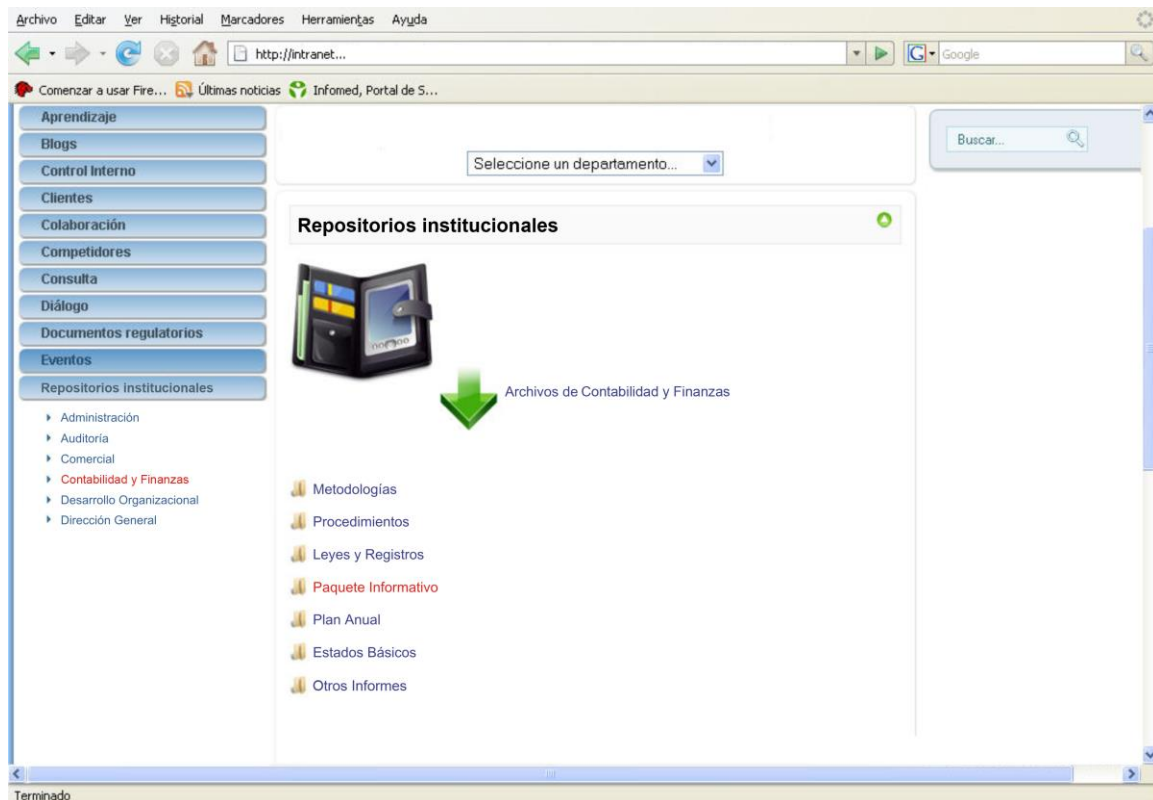 Archivo Editar Ver Historial Marcadores Herramientas Ayuda
http://intranet...
G Google
Comenzar a usar Fire... Últimas noticias Infomed, Portal de S...
Aprendizaje
Blogs
Control Interno
Clientes
Colaboración
Competidores
Consulta
Diálogo
Documentos regulatorios
Eventos
Repositorios institucionales
Administración
Auditoría
Comercial
Contabilidad y Finanzas
Desarrollo Organizacional
Dirección General
Seleccione un departamento...
Repositorios institucionales
Archivos de Contabilidad y Finanzas
Metodologías
Procedimientos
Leyes y Registros
Paquete Informativo
Plan Anual
Estados Básicos
Otros Informes
Buscar...
Terminado